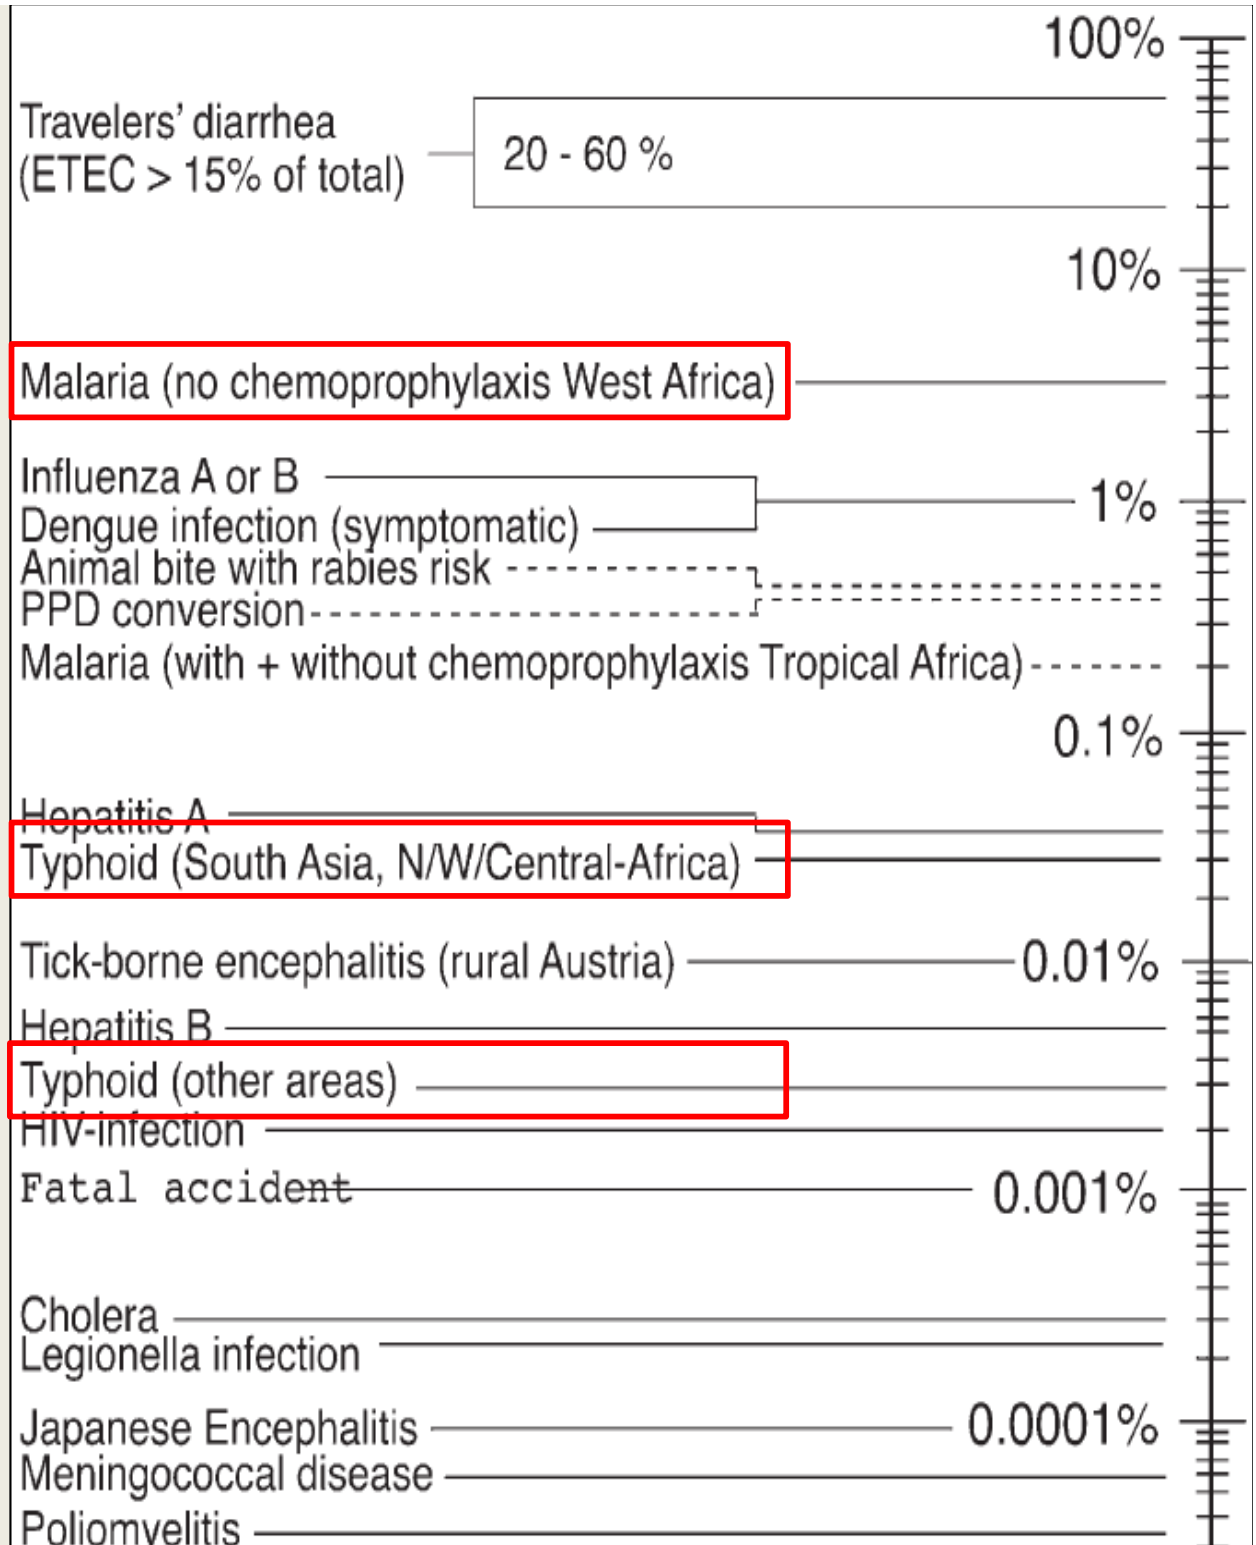 100%
Travelers' diarrhea
(ETEC > 15% of total)
20 - 60 %
10%
Malaria (no chemoprophylaxis West Africa)
Influenza A or B
1%
Dengue infection (symptomatic)
Animal bite with rabies risk
PPD conversion
Malaria (with + without chemoprophylaxis Tropical Africa)
0.1%
Hepatitis A
Typhoid (South Asia, N/W/Central-Africa)
Tick-borne encephalitis (rural Austria)
0.01%
Hepatitis B
Typhoid (other areas)
HIV-infection
Fatal accident
0.001%
Cholera
Legionella infection
Japanese Encephalitis
0.0001%
Meningococcal disease
Poliomyelitis